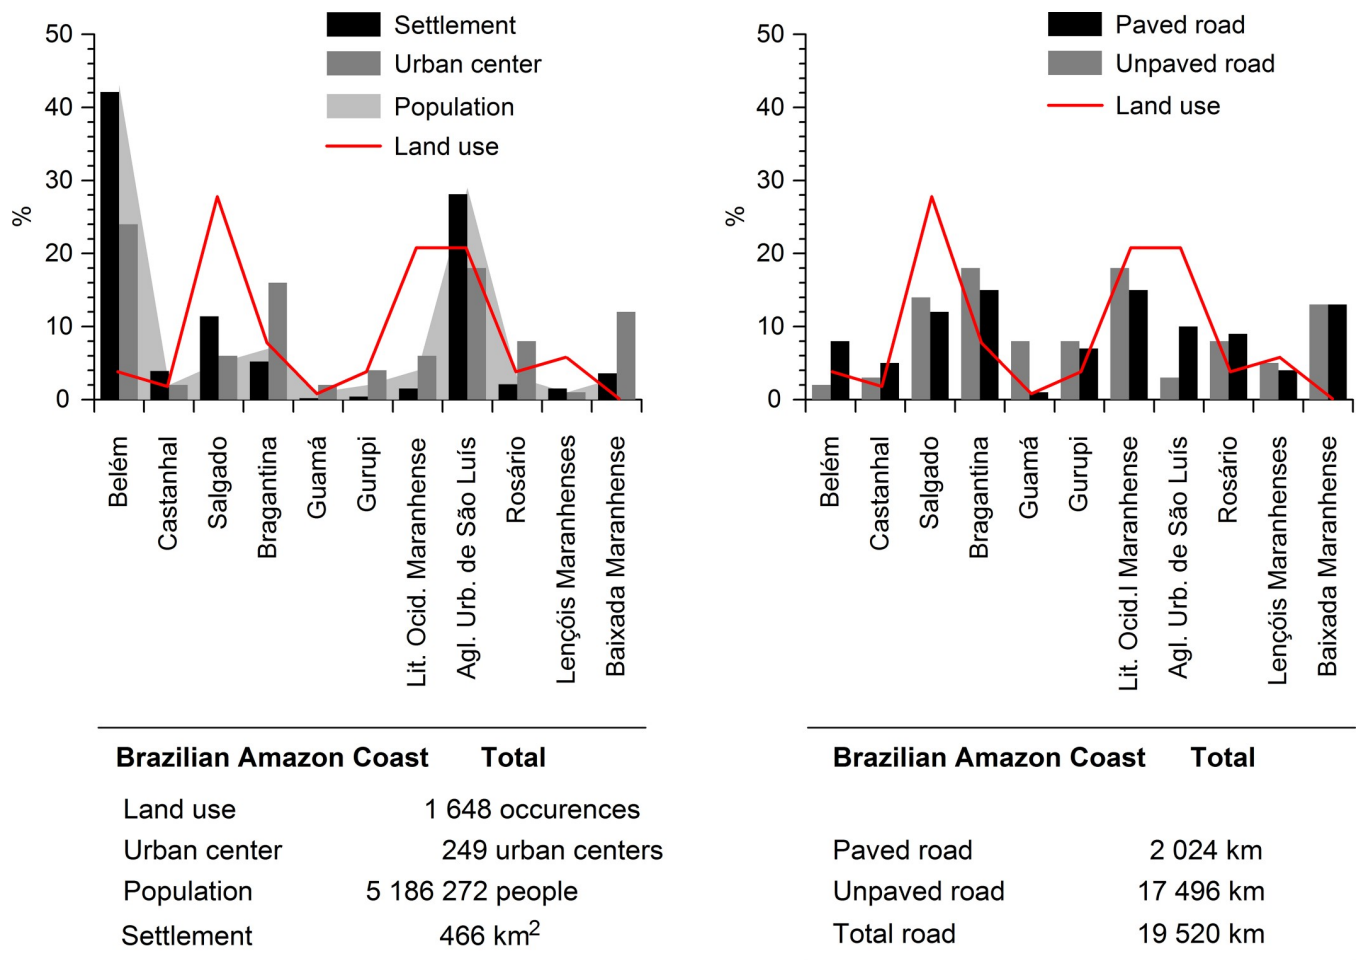 50
40
30
20
10
0
%
Settlement
Urban center
Population
Land use
Belém
Castanhal
Salgado
Bragantina
Guamá
Gurupi
Lit. Ocid. Maranhense
Agl. Urb. de São Luís
Rosário
Lençóis Maranhenses
Baixada Maranhense
50
40
30
20
10
0
%
Paved road
Unpaved road
Land use
Belém
Castanhal
Salgado
Bragantina
Guamá
Gurupi
Lit. Ocid.l Maranhense
Agl. Urb. de São Luís
Rosário
Lençóis Maranhenses
Baixada Maranhense
Brazilian Amazon Coast Total
Land use 1 648 occurences
Urban center 249 urban centers
Population 5 186 272 people
Settlement 466 km²
Brazilian Amazon Coast Total
Paved road 2 024 km
Unpaved road 17 496 km
Total road 19 520 km